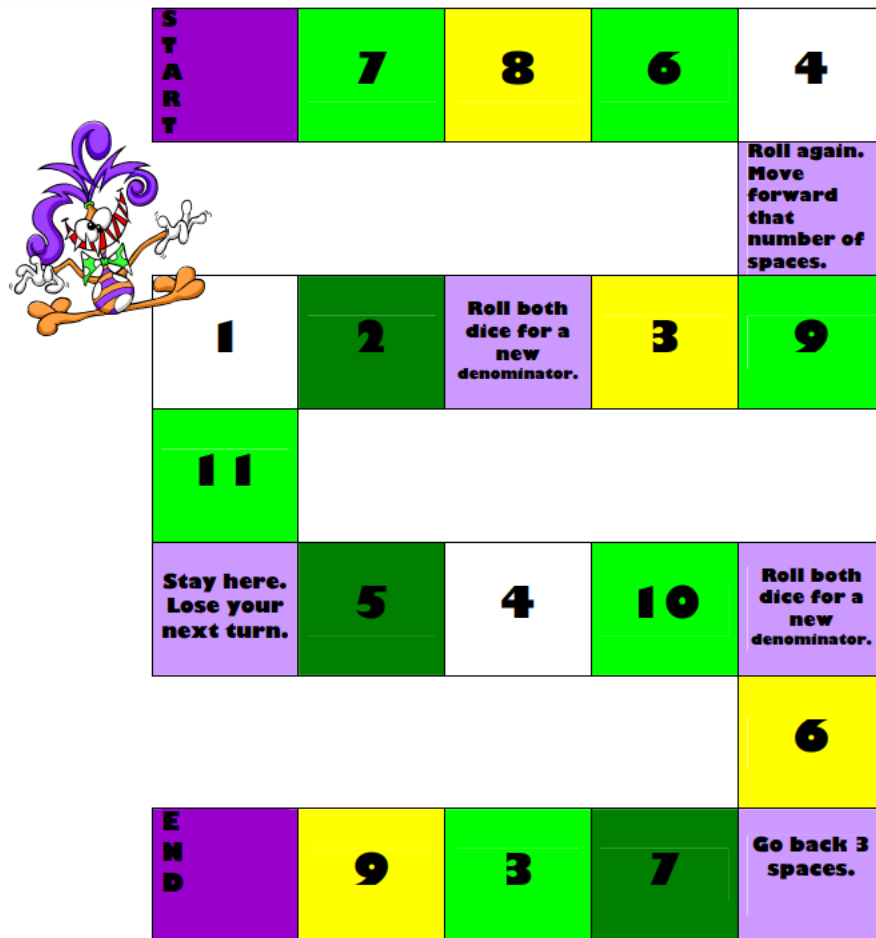 S
T
A
R
T
7
8
6
4
Roll again.
Move
forward
that
number of
spaces.
1
2
Roll both
dice for a
new
denominator.
3
9
11
Stay here.
Lose your
next turn.
5
4
10
Roll both
dice for a
new
denominator.
6
E
N
D
9
3
7
Go back 3
spaces.